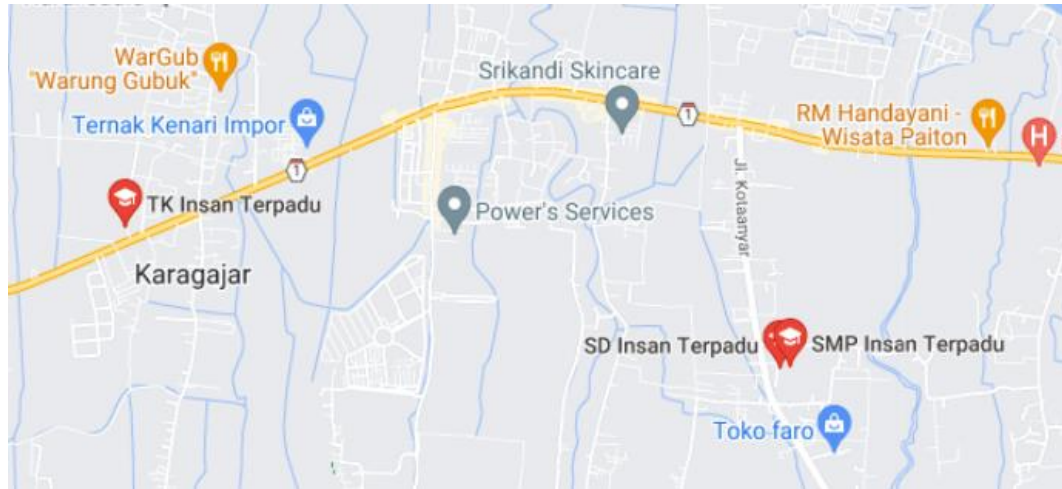 WarGub
"Warung Gubuk"
Srikandi Skincare
Ternak Kenari Impor
1
RM Handayani -
Wisata Paiton
H
1
TK Insan Terpadu
Power's Services
Jl. Kotaanyar
Karagajar
SD Insan Terpadu
SMP Insan Terpadu
Toko faro